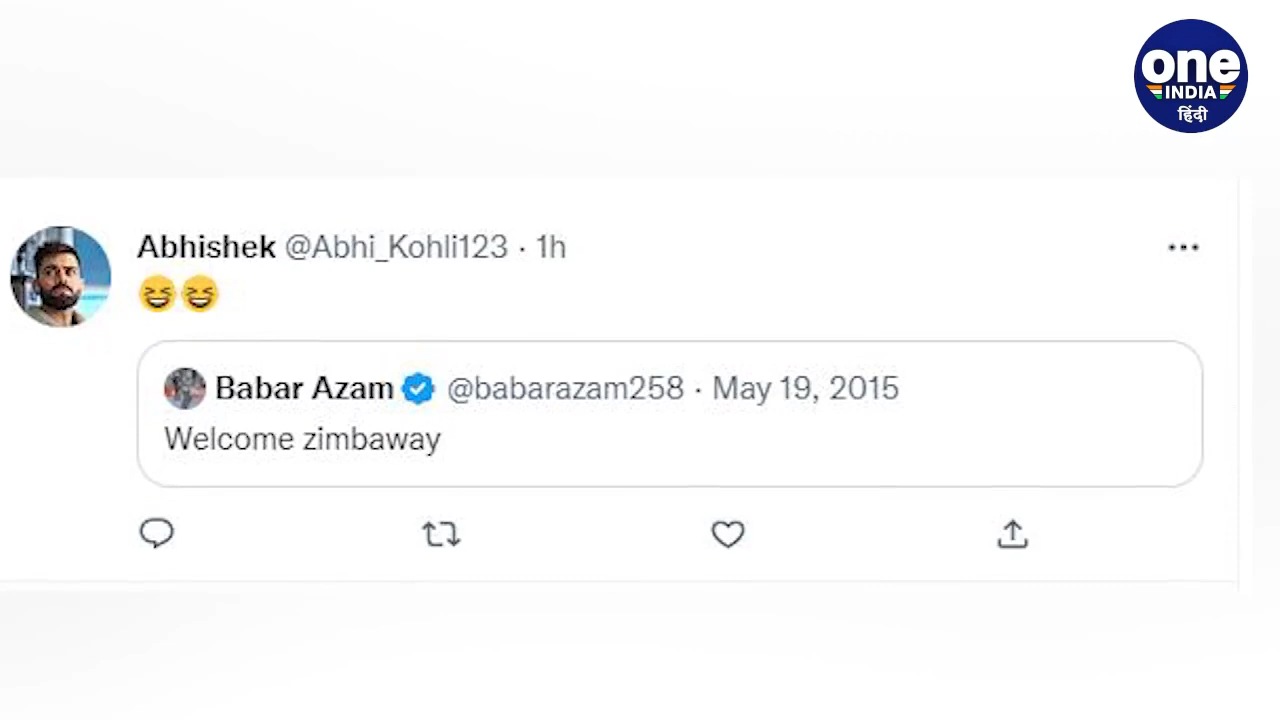 one
INDIA
हिंदी
Abhishek @Abhi_Kohli123 · 1h
😆😆
Babar Azam @babarazam258 · May 19, 2015
Welcome zimbaway